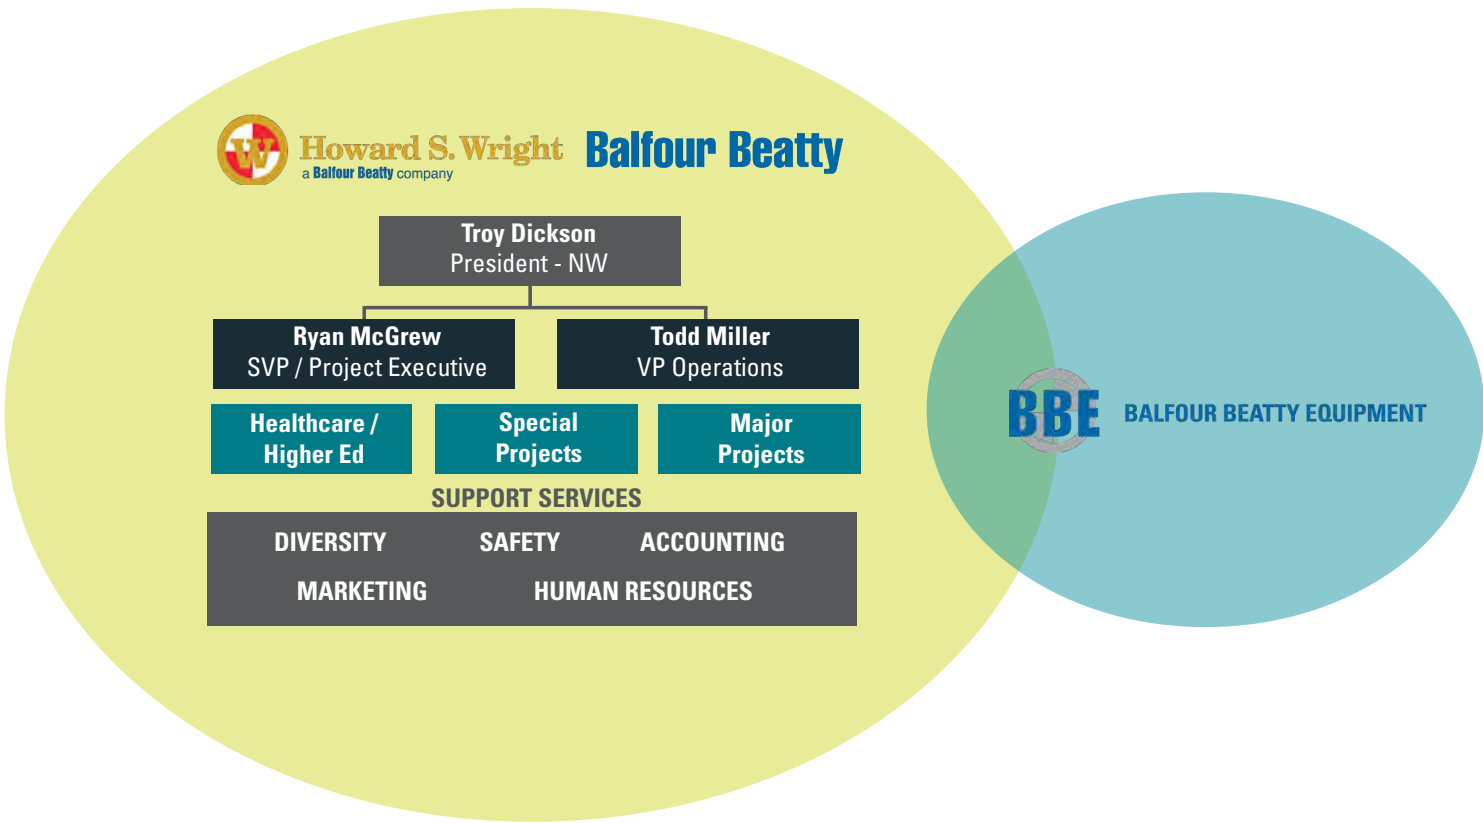 W
Howard S. Wright
a Balfour Beatty company
Balfour Beatty
Troy Dickson
President - NW
Ryan McGrew
SVP / Project Executive
Todd Miller
VP Operations
Healthcare /
Higher Ed
Special
Projects
Major
Projects
SUPPORT SERVICES
DIVERSITY SAFETY ACCOUNTING
MARKETING HUMAN RESOURCES
BBE BALFOUR BEATTY EQUIPMENT